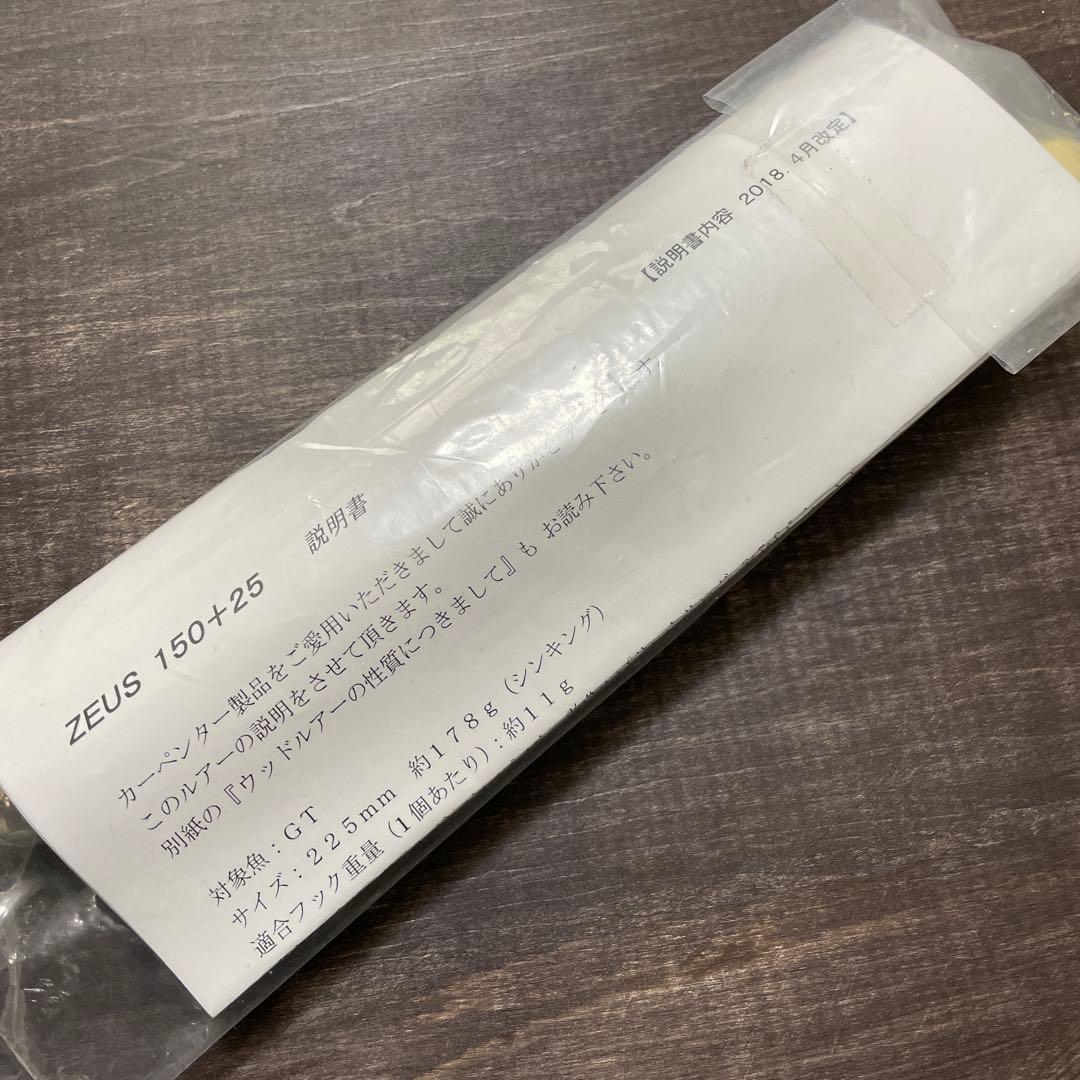 【説明書内容 2018.4月改定】
ZEUS 150+25 説明書
カーペンター製品をご愛用いただきまして誠にありがとうございます。
このルアーの説明をさせて頂きます。
別紙の『ウッドルアーの性質につきまして』も お読み下さい。
対象魚:GT
サイズ:225mm 約178g(シンキング)
適合フック重量(1個あたり):約11g